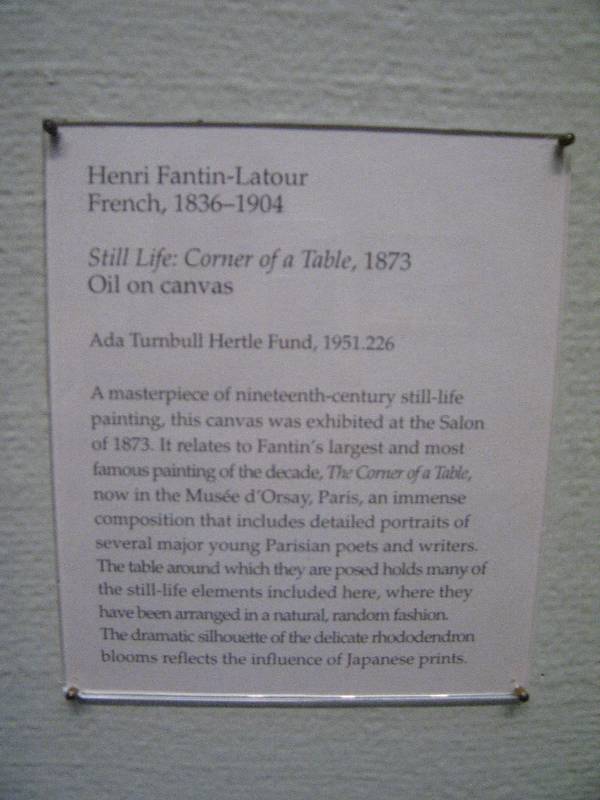 Henri Fantin-Latour
French, 1836–1904
Still Life: Corner of a Table, 1873
Oil on canvas
Ada Turnbull Hertle Fund, 1951.226
A masterpiece of nineteenth-century still-life
painting, this canvas was exhibited at the Salon
of 1873. It relates to Fantin's largest and most
famous painting of the decade, The Corner of a Table,
now in the Musée d'Orsay, Paris, an immense
composition that includes detailed portraits of
several major young Parisian poets and writers.
The table around which they are posed holds many of
the still-life elements included here, where they
have been arranged in a natural, random fashion.
The dramatic silhouette of the delicate rhododendron
blooms reflects the influence of Japanese prints.